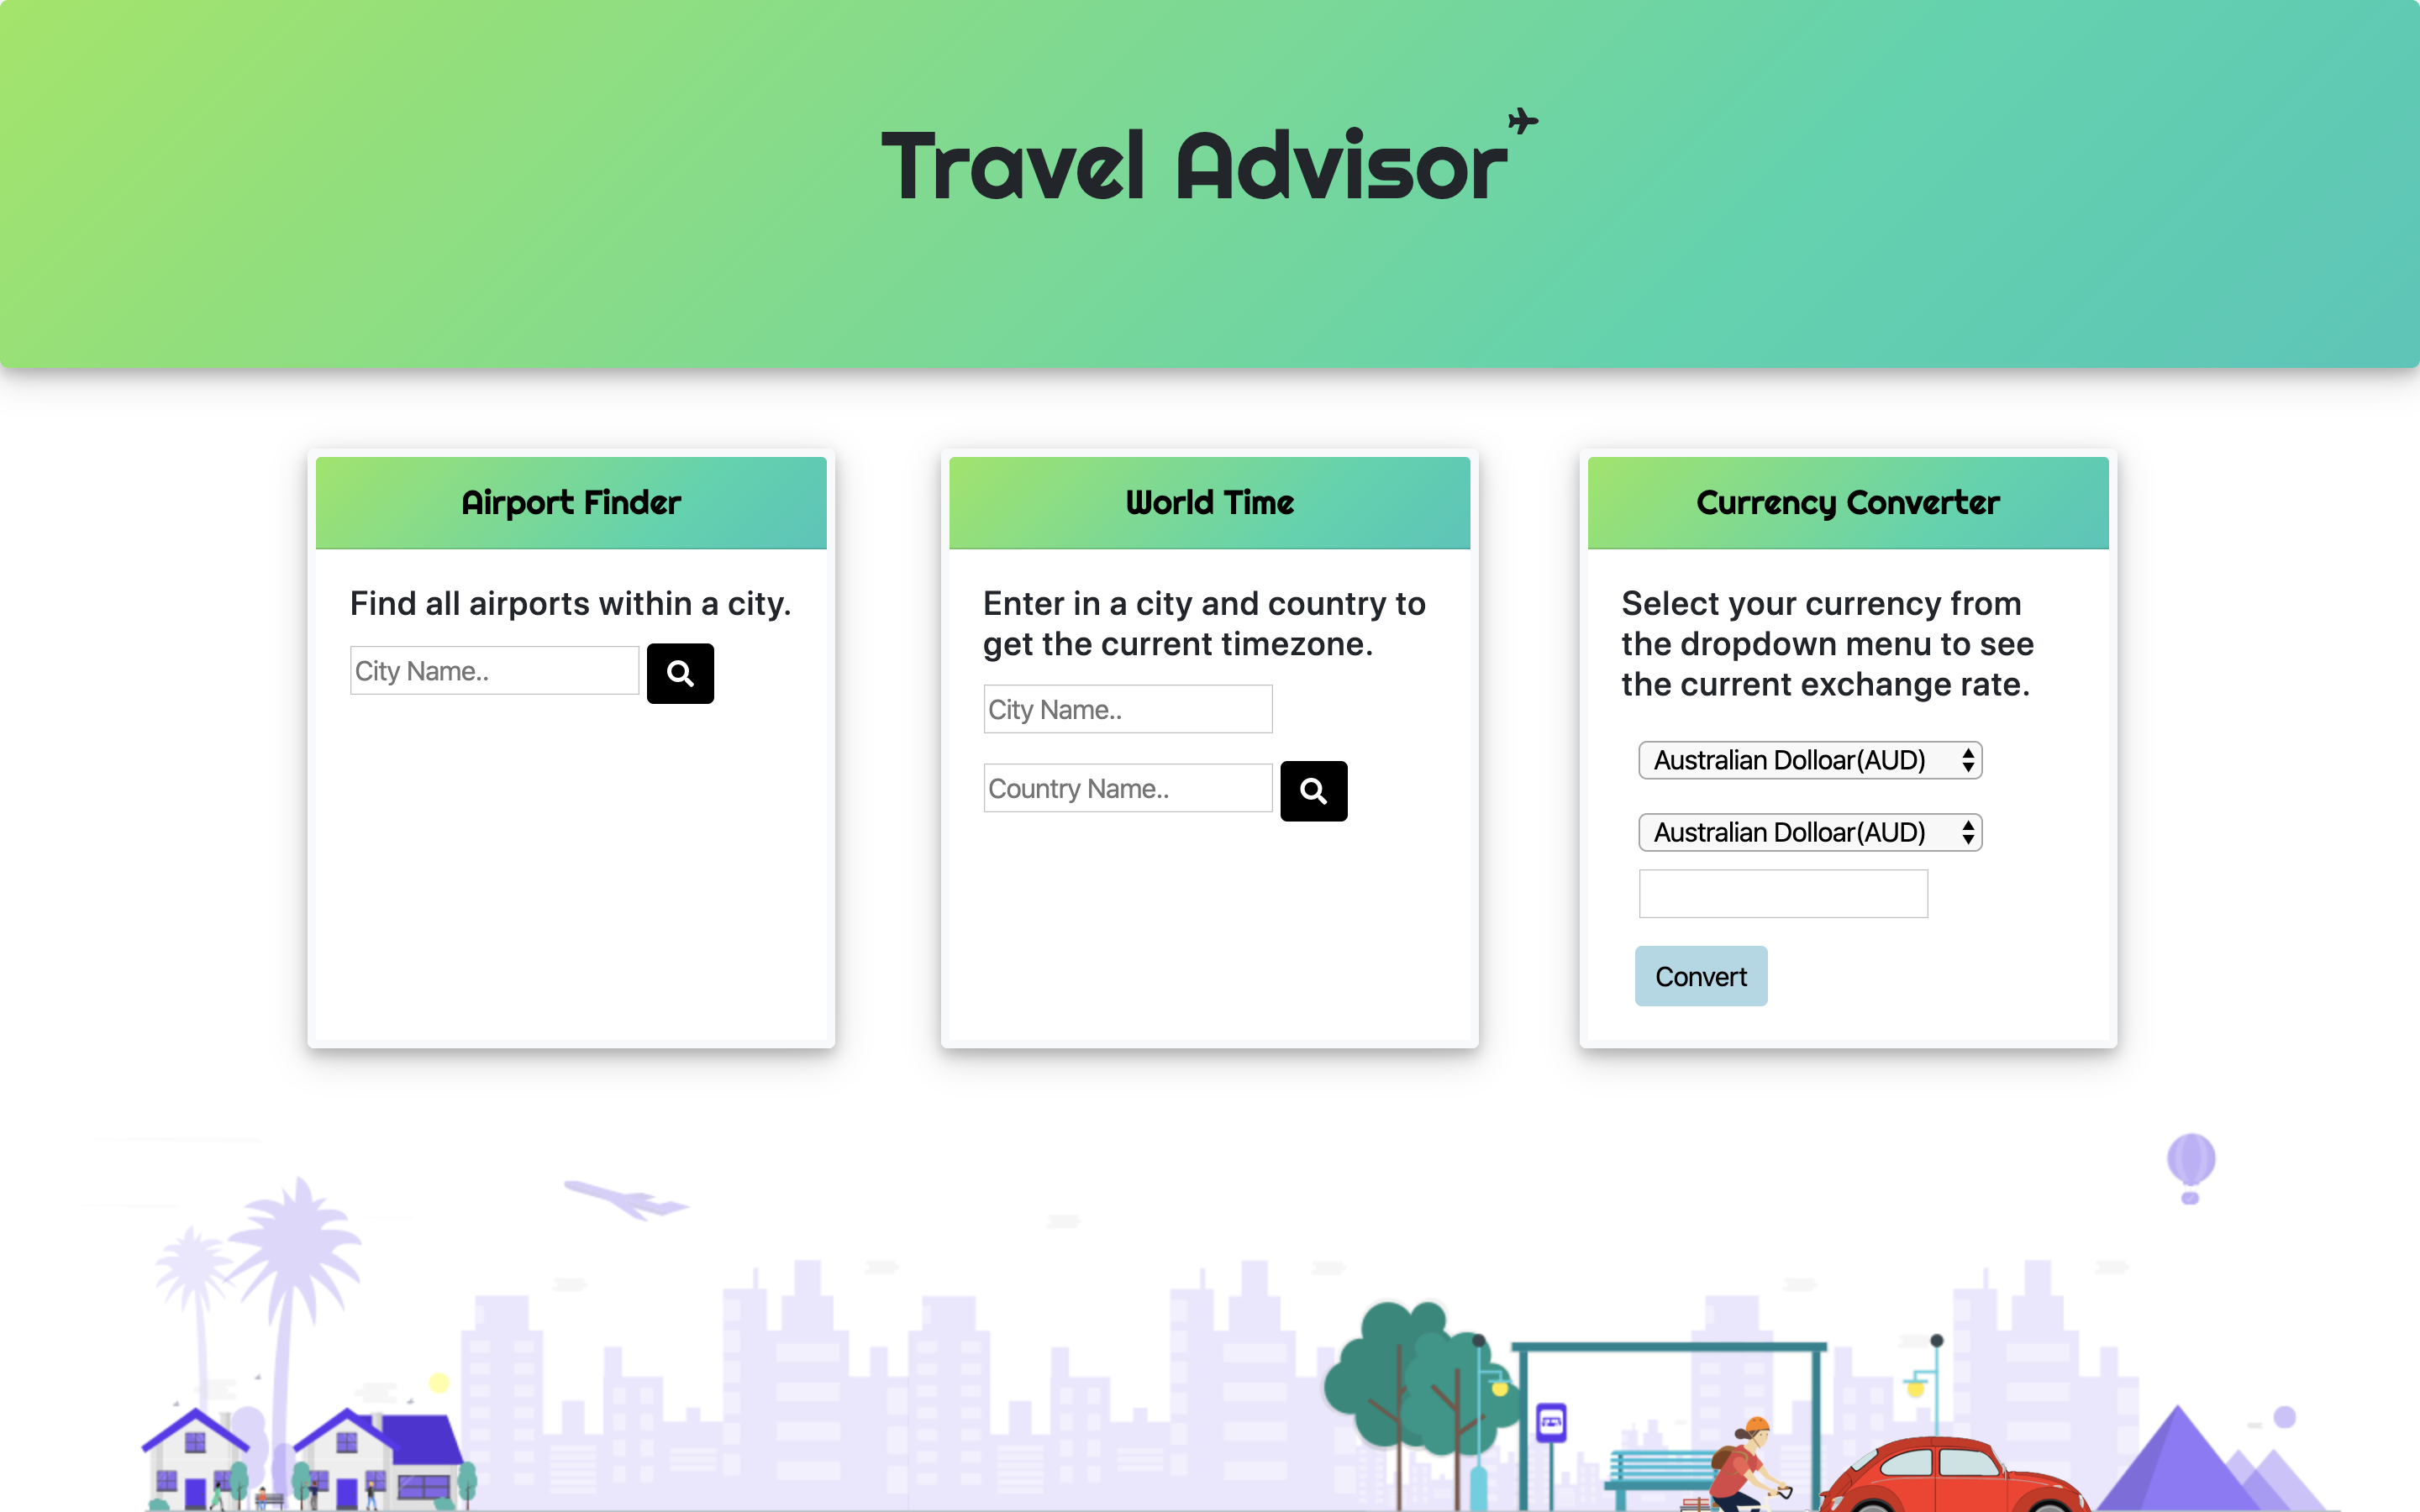 Travel Advisor
Airport Finder
Find all airports within a city.
City Name..
World Time
Enter in a city and country to
get the current timezone.
City Name..
Country Name..
Currency Converter
Select your currency from
the dropdown menu to see
the current exchange rate.
Australian Dolloar(AUD)
Australian Dolloar(AUD)
Convert